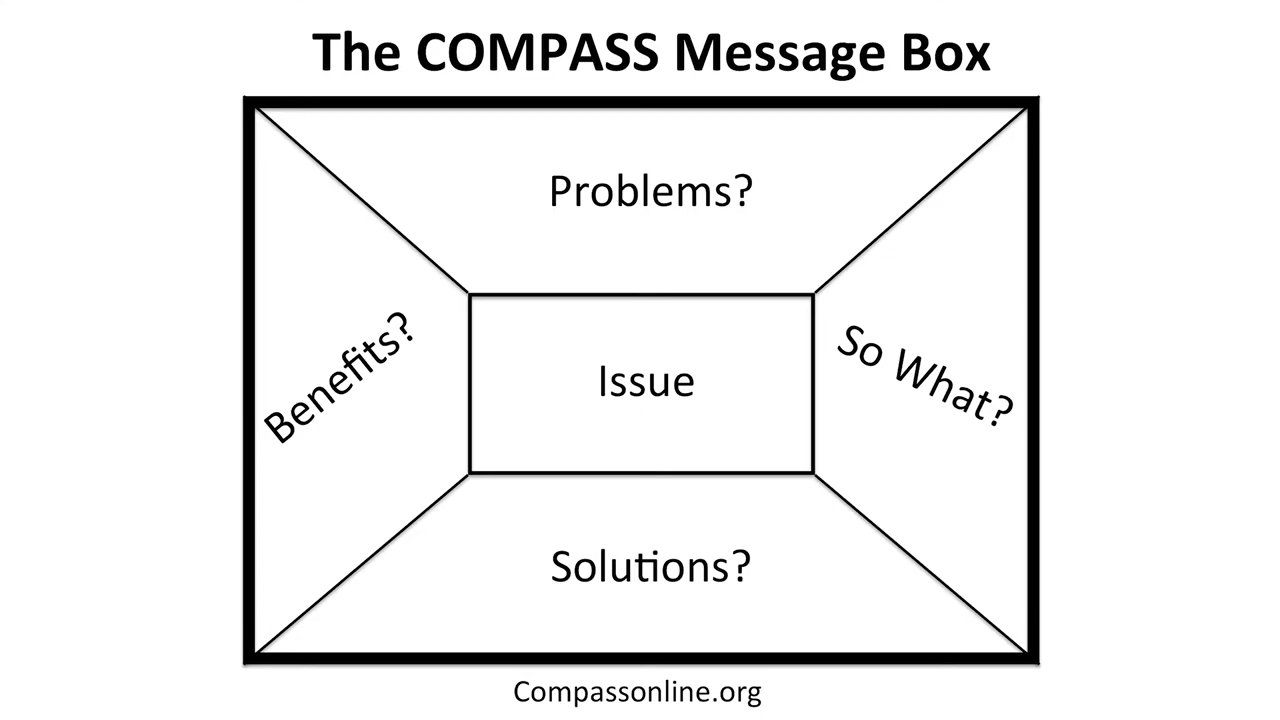 The COMPASS Message Box
Problems?
Benefits?
Issue
So What?
Solutions?
Compassonline.org